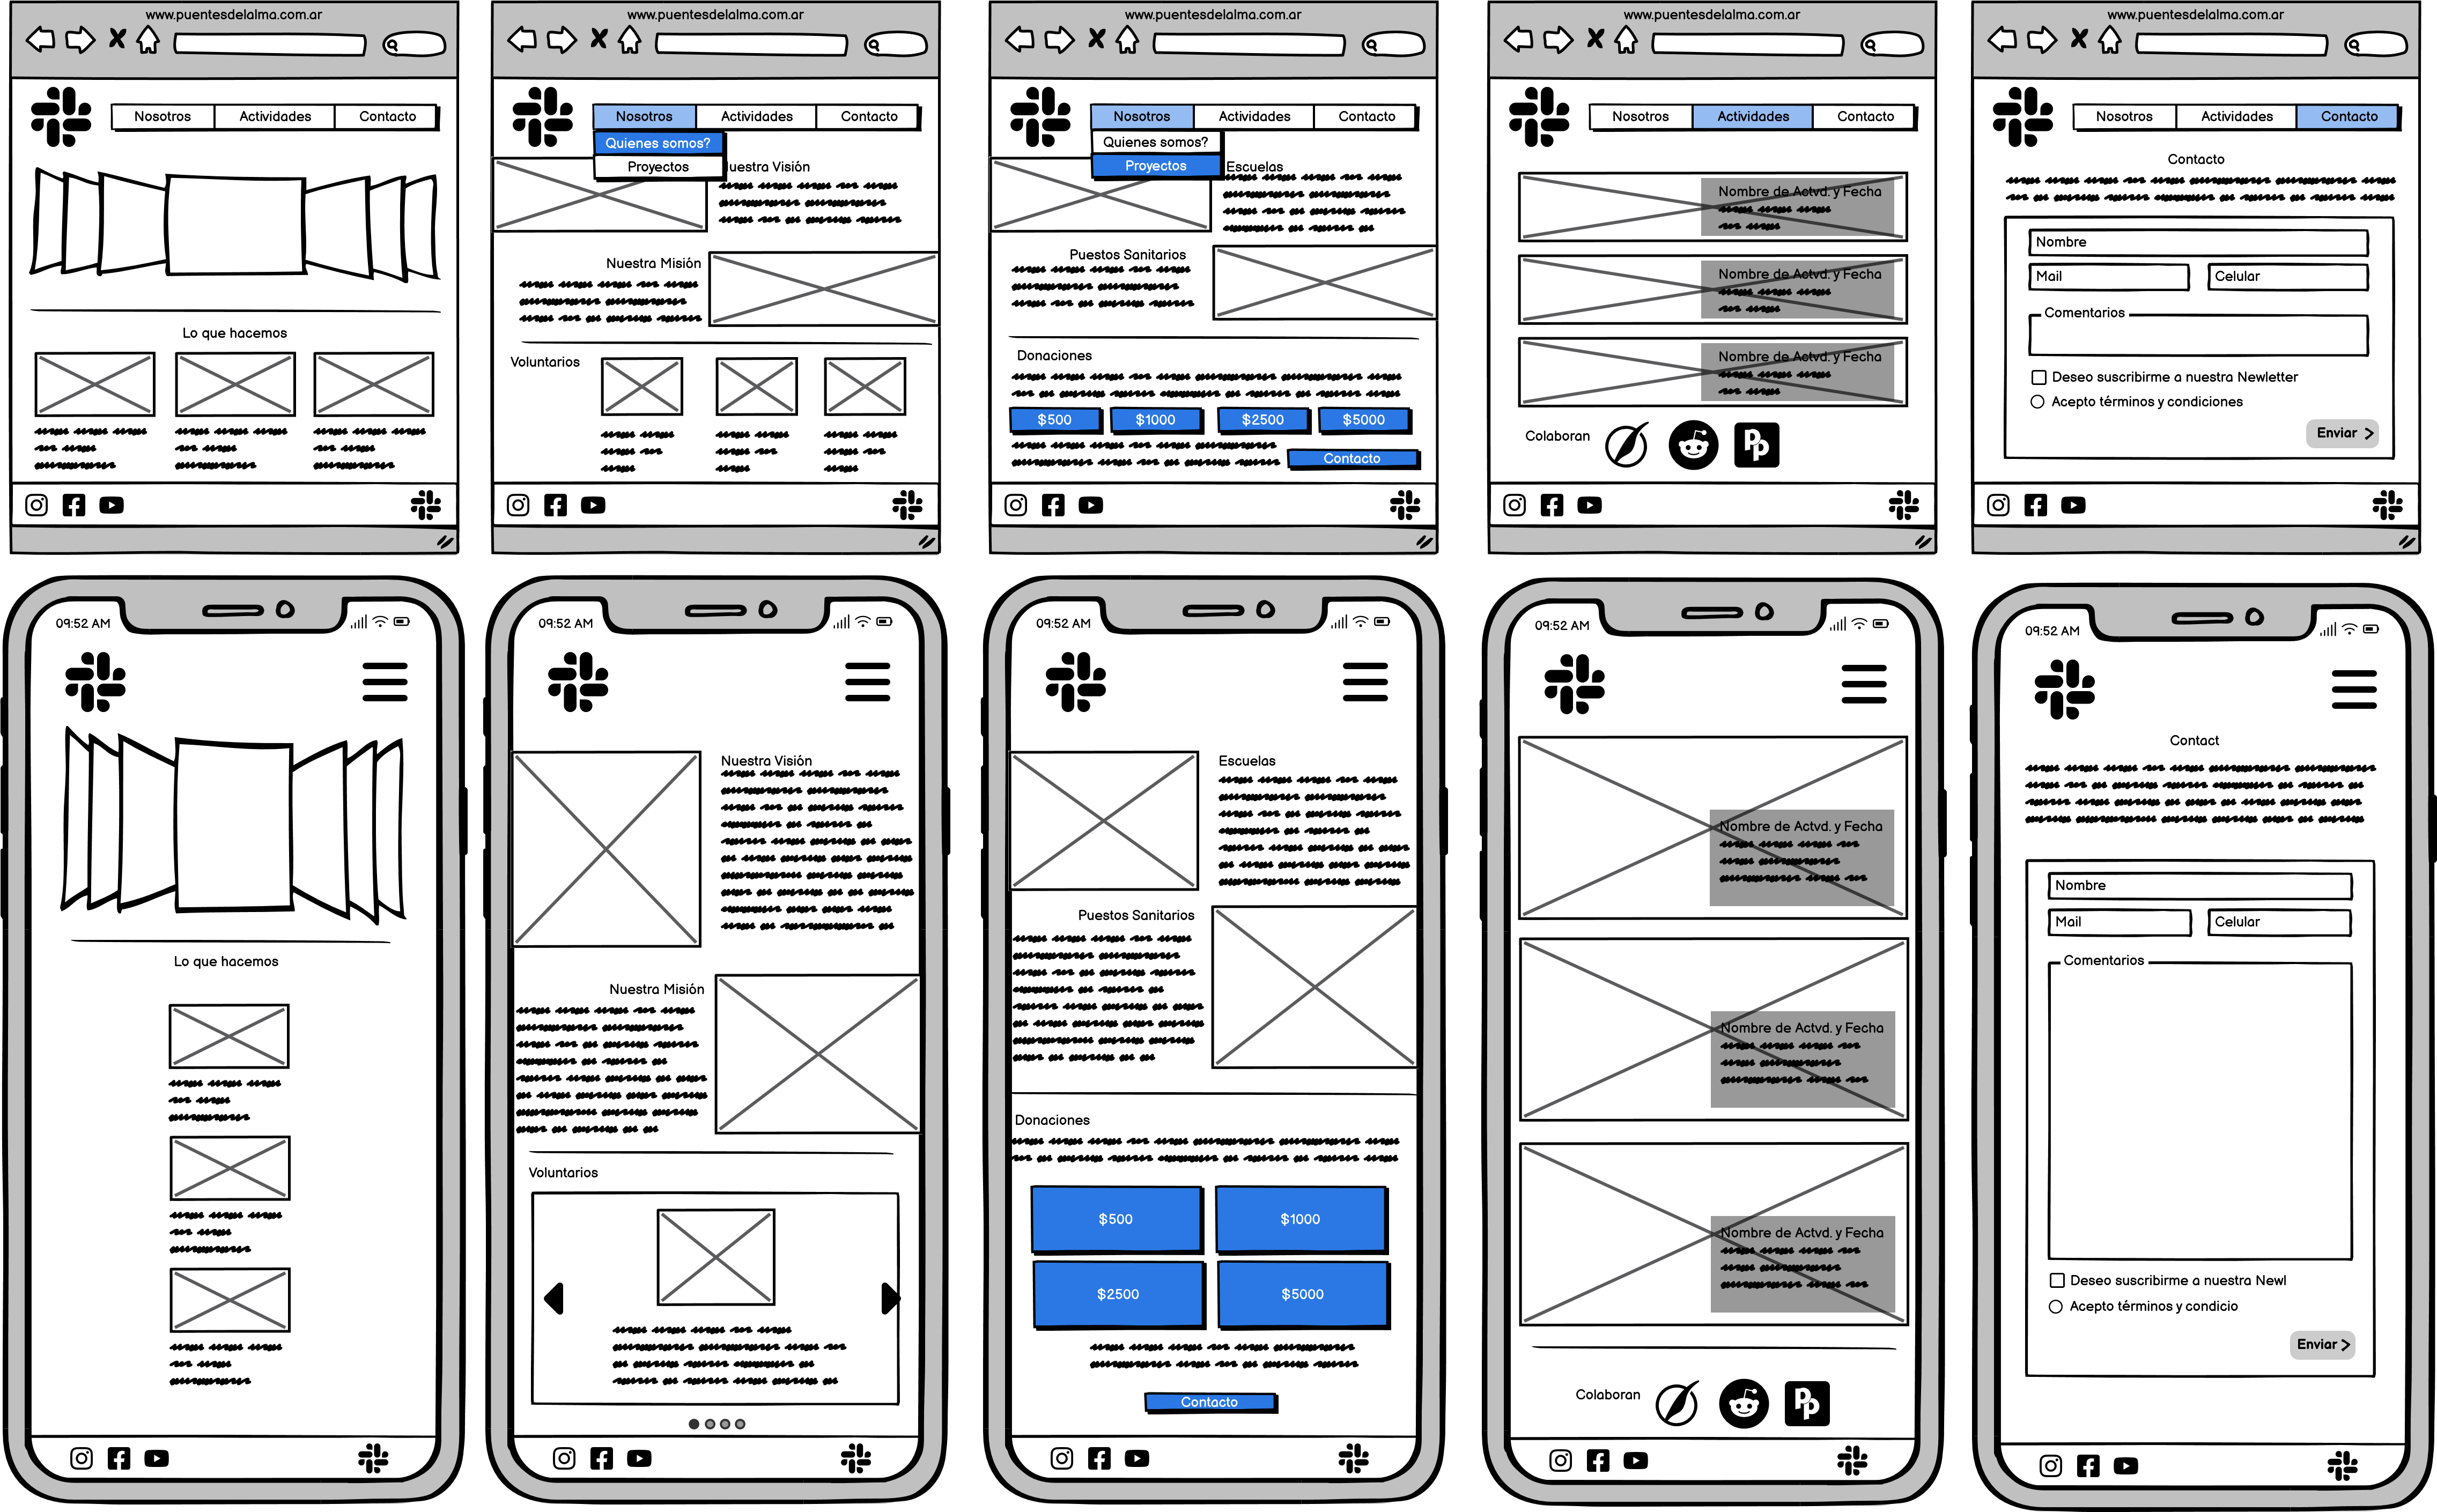 www.puentesdelalma.com.ar
Nosotros Actividades Contacto
Lo que hacemos
www.puentesdelalma.com.ar
Nosotros Actividades Contacto
Quienes somos?
Proyectos
uestra Visión
Nuestra Misión
Voluntarios
www.puentesdelalma.com.ar
Nosotros Actividades Contacto
Quienes somos?
Proyectos
Escuelas
Puestos Sanitarios
Donaciones
$500 $1000 $2500 $5000
Contacto
www.puentesdelalma.com.ar
Nosotros Actividades Contacto
Nombre de Actvd. y Fecha
Nombre de Actvd. y Fecha
Nombre de Actvd. y Fecha
Colaboran
www.puentesdelalma.com.ar
Nosotros Actividades Contacto
Contacto
Nombre
Mail Celular
Comentarios
Deseo suscribirme a nuestra Newletter
Acepto términos y condiciones
Enviar >
09:52 AM
Lo que hacemos
09:52 AM
Nuestra Visión
Nuestra Misión
Voluntarios
09:52 AM
Escuelas
Puestos Sanitarios
Donaciones
$500 $1000
$2500 $5000
Contacto
09:52 AM
Nombre de Actvd. y Fecha
Nombre de Actvd. y Fecha
Nombre de Actvd. y Fecha
Colaboran
09:52 AM
Contact
Nombre
Mail Celular
Comentarios
Deseo suscribirme a nuestra Newl
Acepto términos y condicio
Enviar >